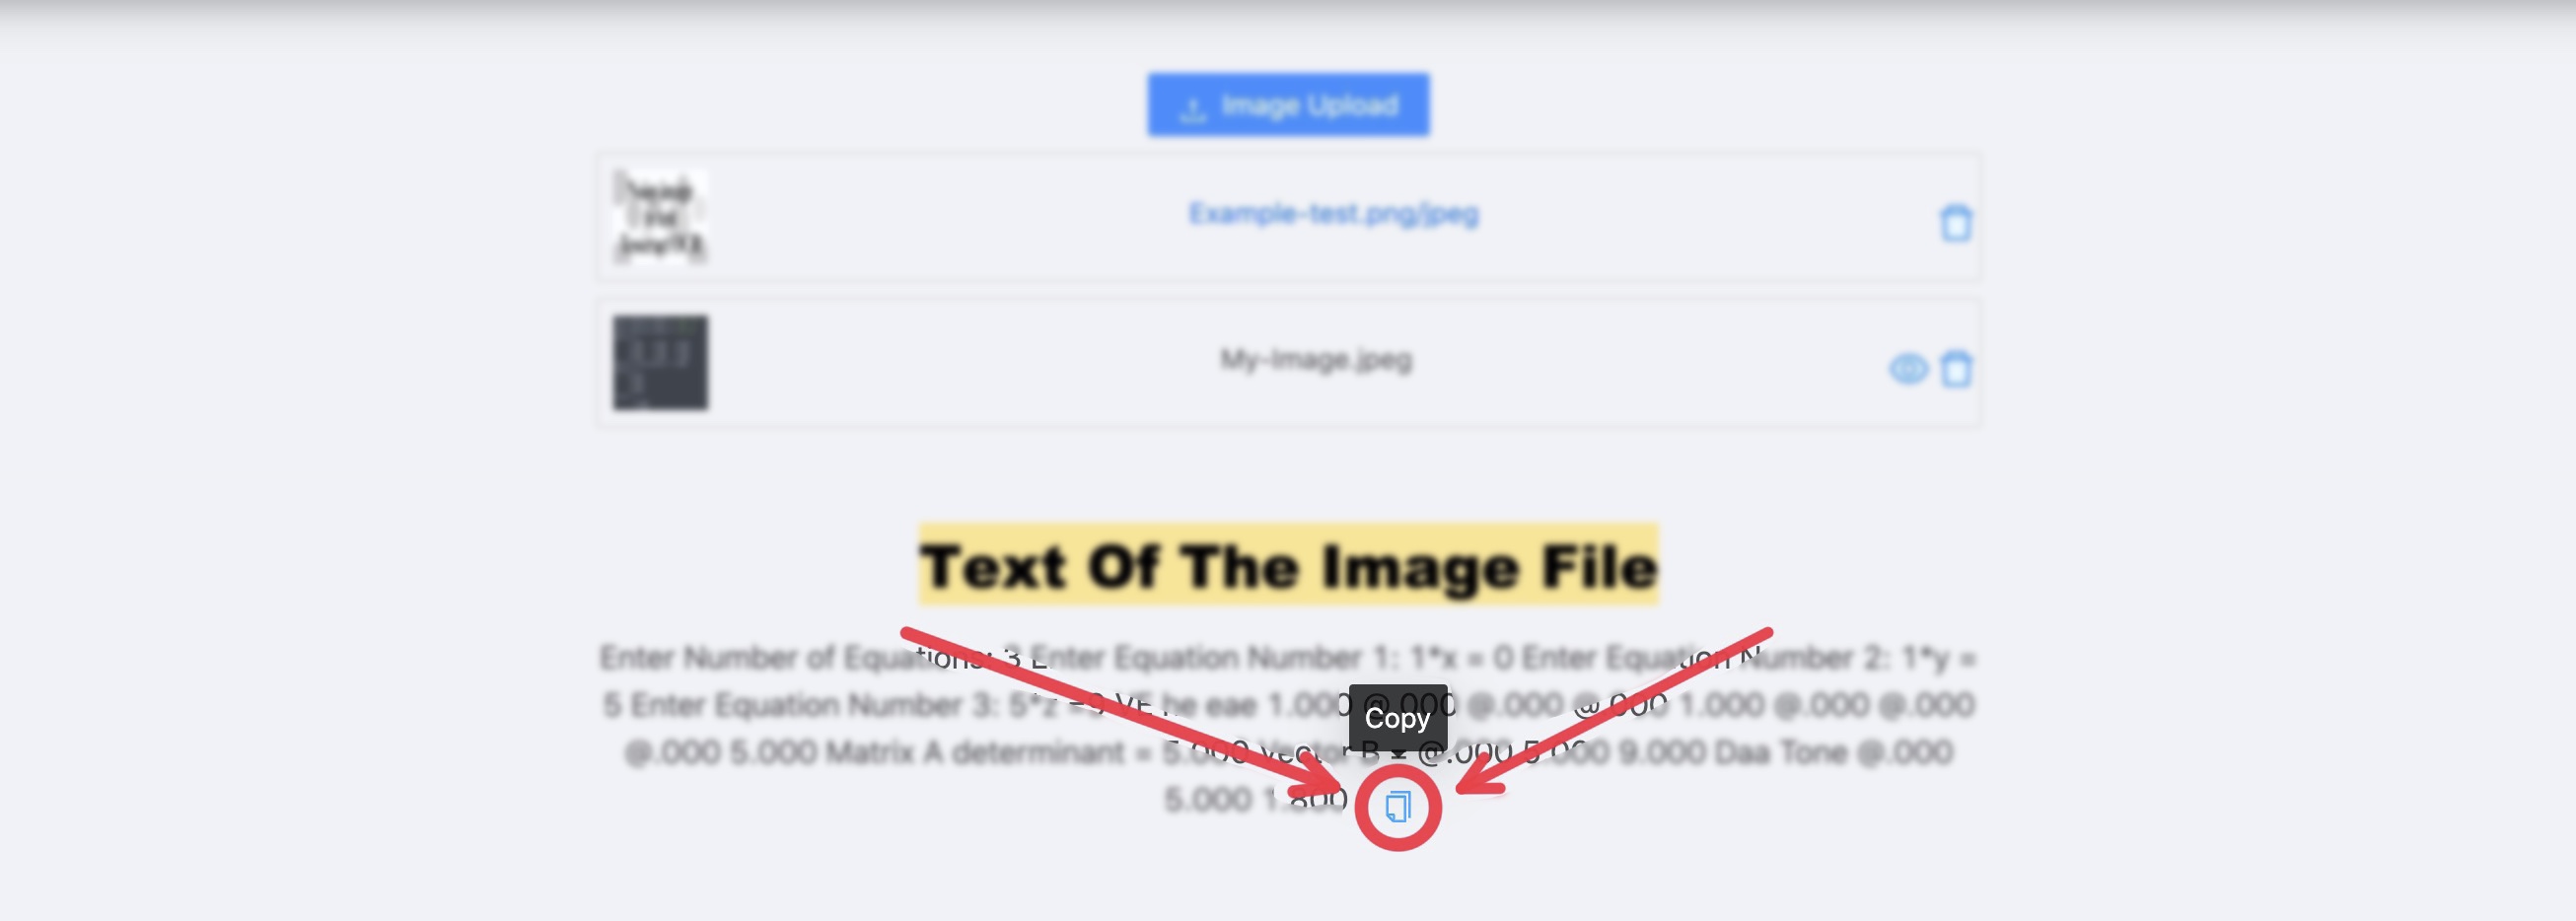 Image Upload
Example-test.png/jpeg
My-Image.jpeg
Text Of The Image File
Enter Number of Equations: 3 Enter Equation Number 1: 1*x = 0 Enter Equation Number 2: 1*y =
5 Enter Equation Number 3: 5*z = 9 VE he eae 1.000 @.000 @.000 @.000 1.000 @.000 @.000
@.000 5.000 Matrix A determinant = 5.000 Vector B = @.000 5.000 9.000 Daa Tone @.000
5.000 1.800
Copy